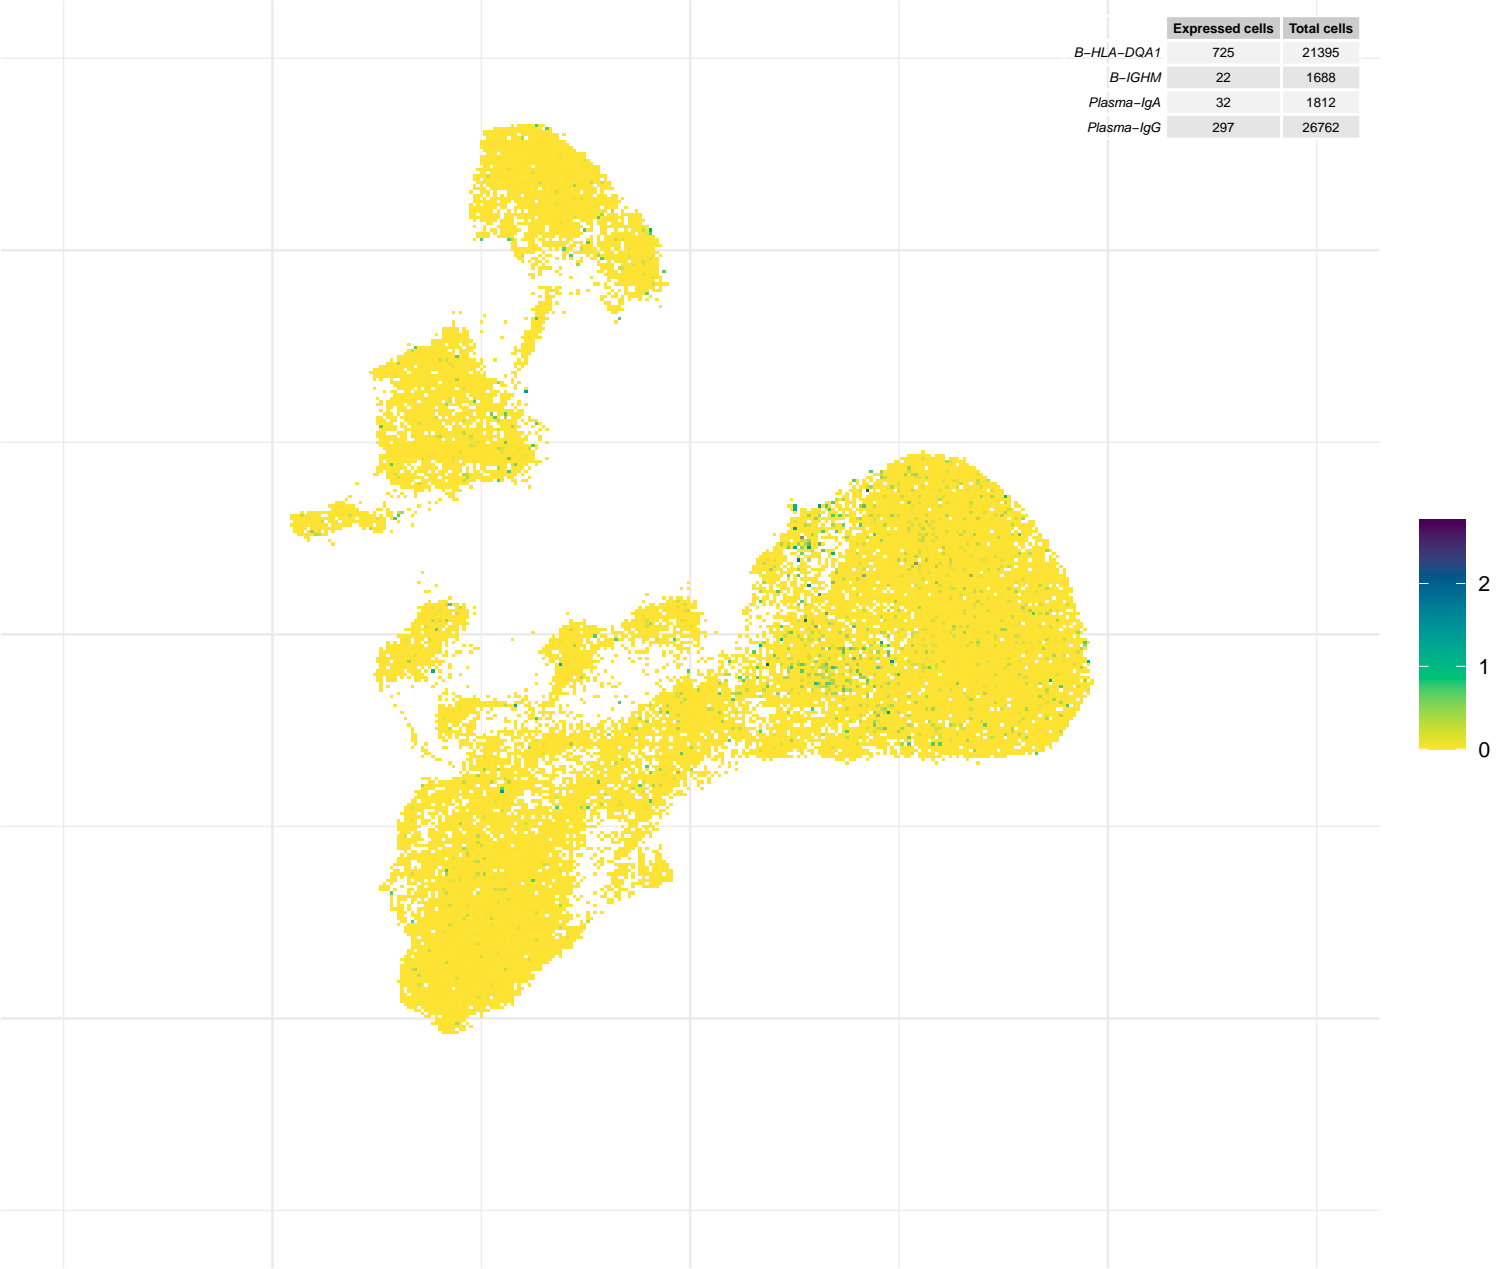 Expressed cells Total cells
B−HLA−DQA1 725 21395
B−IGHM 22 1688
Plasma−IgA 32 1812
Plasma−IgG 297 26762
2
1
0